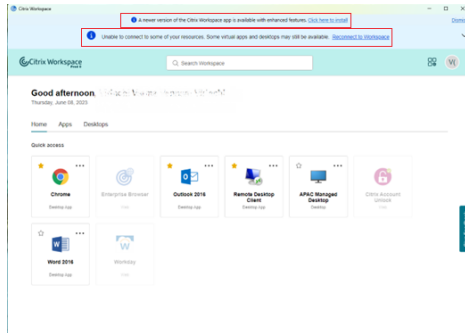 Citrix Workspace
A newer version of the Citrix Workspace app is available with enhanced features. Click here to install
Dismiss
Unable to connect to some of your resources. Some virtual apps and desktops may still be available. Reconnect to Workspace
Citrix Workspace
Search Workspace
Good afternoon,
Thursday, June 08, 2023
Home Apps Desktops
Quick access
Chrome
Desktop App
Enterprise Browser
Outlook 2016
Desktop App
Remote Desktop Client
Desktop App
APAC Managed Desktop
Desktop
Citrix Account Unlock
Word 2016
Desktop App
Workday